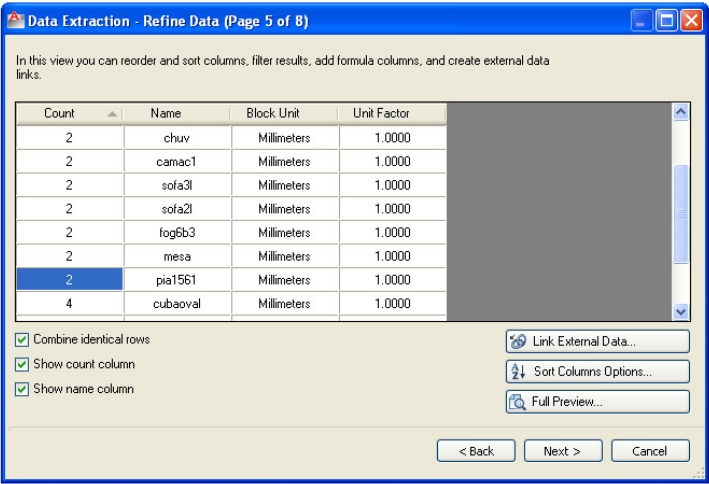 Data Extraction - Refine Data (Page 5 of 8)
In this view you can reorder and sort columns, filter results, add formula columns, and create external data
links.
Count Name Block Unit Unit Factor
2 chuv Millimeters 1.0000
2 camac1 Millimeters 1.0000
2 sofa3l Millimeters 1.0000
2 sofa2l Millimeters 1.0000
2 fog6b3 Millimeters 1.0000
2 mesa Millimeters 1.0000
2 pia1561 Millimeters 1.0000
4 cubaoval Millimeters 1.0000
Combine identical rows
Show count column
Show name column
Link External Data...
Sort Columns Options...
Full Preview...
< Back Next > Cancel